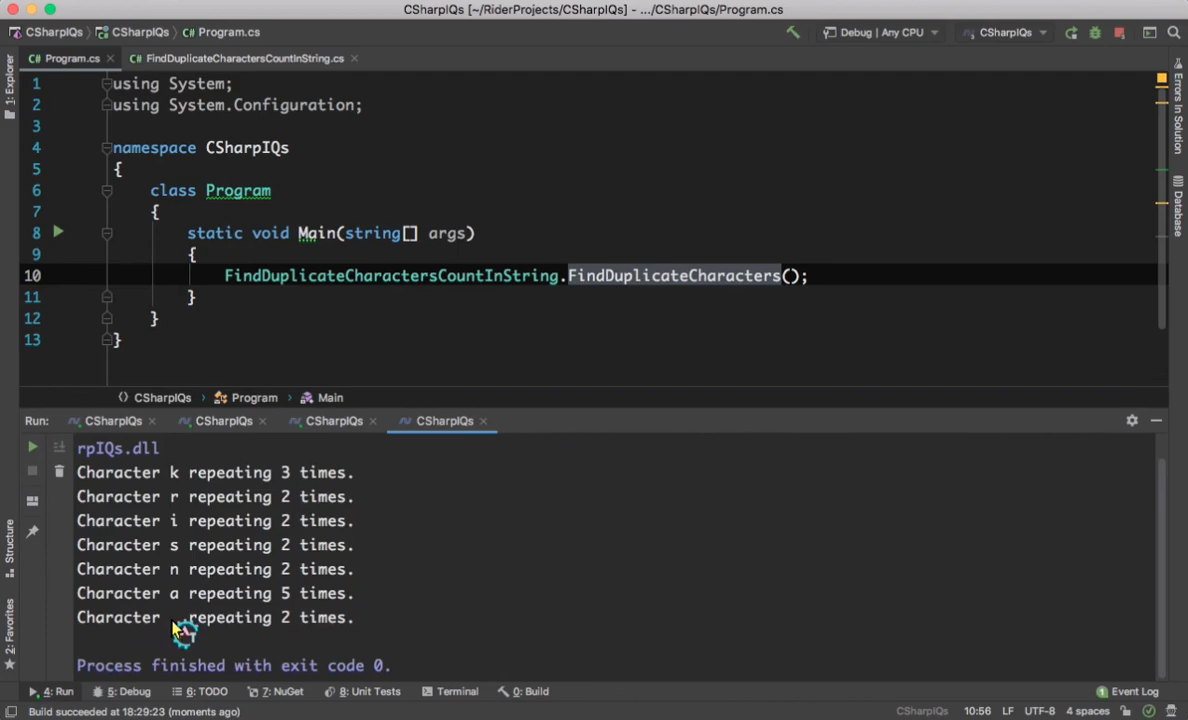 CSharpIQs [~/RiderProjects/CSharpIQs] - .../CSharpIQs/Program.cs
CSharpIQs CSharpIQs Program.cs Debug | Any CPU CSharpIQs
1: Explorer
C# Program.cs C# FindDuplicateCharactersCountInString.cs
1 using System;
2 using System.Configuration;
3
4 namespace CSharpIQs
5 {
6 class Program
7 {
8 static void Main(string[] args)
9 {
10 FindDuplicateCharactersCountInString.FindDuplicateCharacters();
11 }
12 }
13 }
Errors In Solution
Database
{} CSharpIQs Program Main
Run: CSharpIQs CSharpIQs CSharpIQs CSharpIQs
rpIQs.dll
Character k repeating 3 times.
Character r repeating 2 times.
Character i repeating 2 times.
Character s repeating 2 times.
Character n repeating 2 times.
Character a repeating 5 times.
Character   repeating 2 times.
Process finished with exit code 0.
Structure
2: Favorites
4: Run 5: Debug 6: TODO 7: NuGet 8: Unit Tests Terminal 0: Build 1 Event Log
Build succeeded at 18:29:23 (moments ago) CSharpIQs 10:56 LF UTF-8 4 spaces